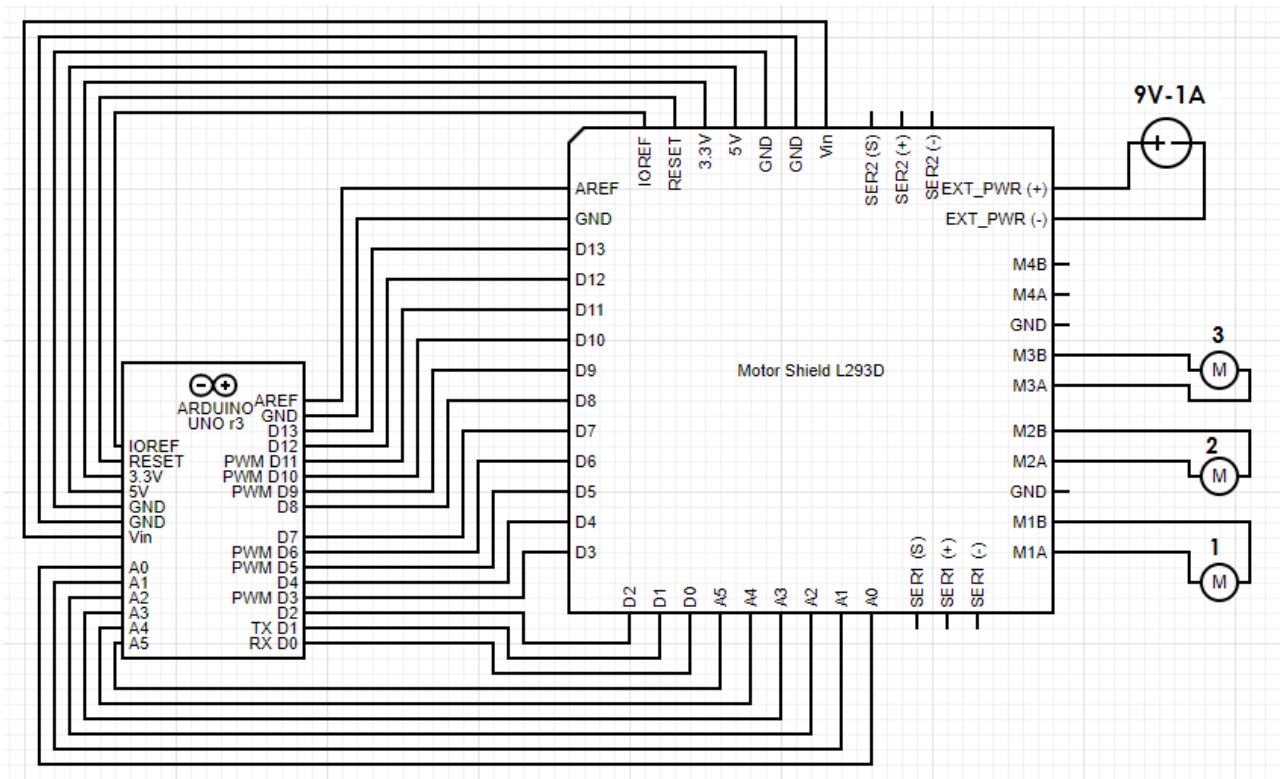 9V-1A
IOREF
RESET
3.3V
5V
GND
GND
Vin
SER2 (S)
SER2 (+)
SER2 (-)
AREF
GND
D13
D12
D11
D10
D9
D8
D7
D6
D5
D4
D3
Motor Shield L293D
EXT_PWR (+)
EXT_PWR (-)
M4B
M4A
GND
M3B
M3A
M2B
M2A
GND
M1B
M1A
3
M
2
M
1
M
D2
D1
D0
A5
A4
A3
A2
A1
A0
SER1 (S)
SER1 (+)
SER1 (-)
ARDUINO
UNO r3
IOREF
RESET
3.3V
5V
GND
GND
Vin
A0
A1
A2
A3
A4
A5
AREF
GND
D13
D12
PWM D11
PWM D10
PWM D9
D8
D7
PWM D6
PWM D5
D4
PWM D3
D2
TX D1
RX D0